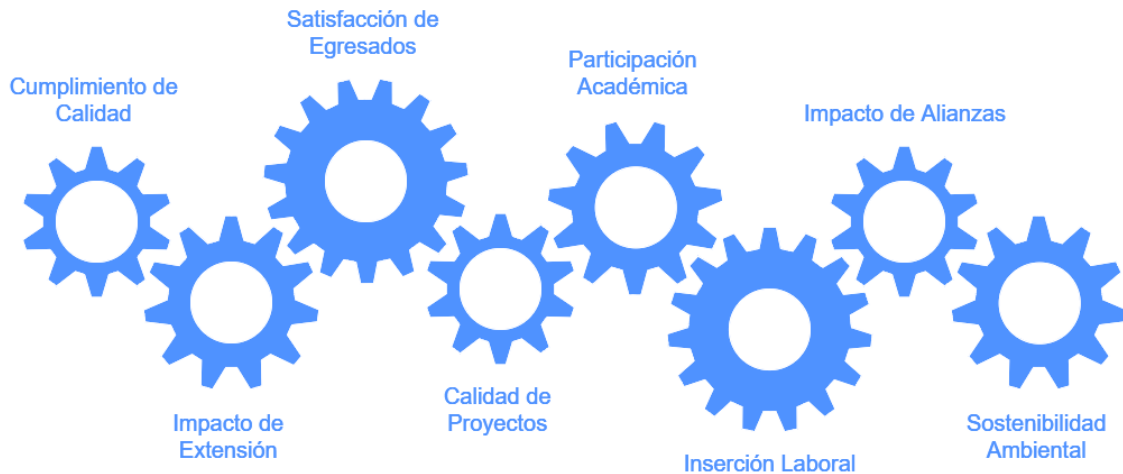 Satisfacción de
Egresados
Participación
Académica
Cumplimiento de
Calidad
Impacto de Alianzas
Calidad de
Proyectos
Impacto de
Extensión
Sostenibilidad
Ambiental
Inserción Laboral